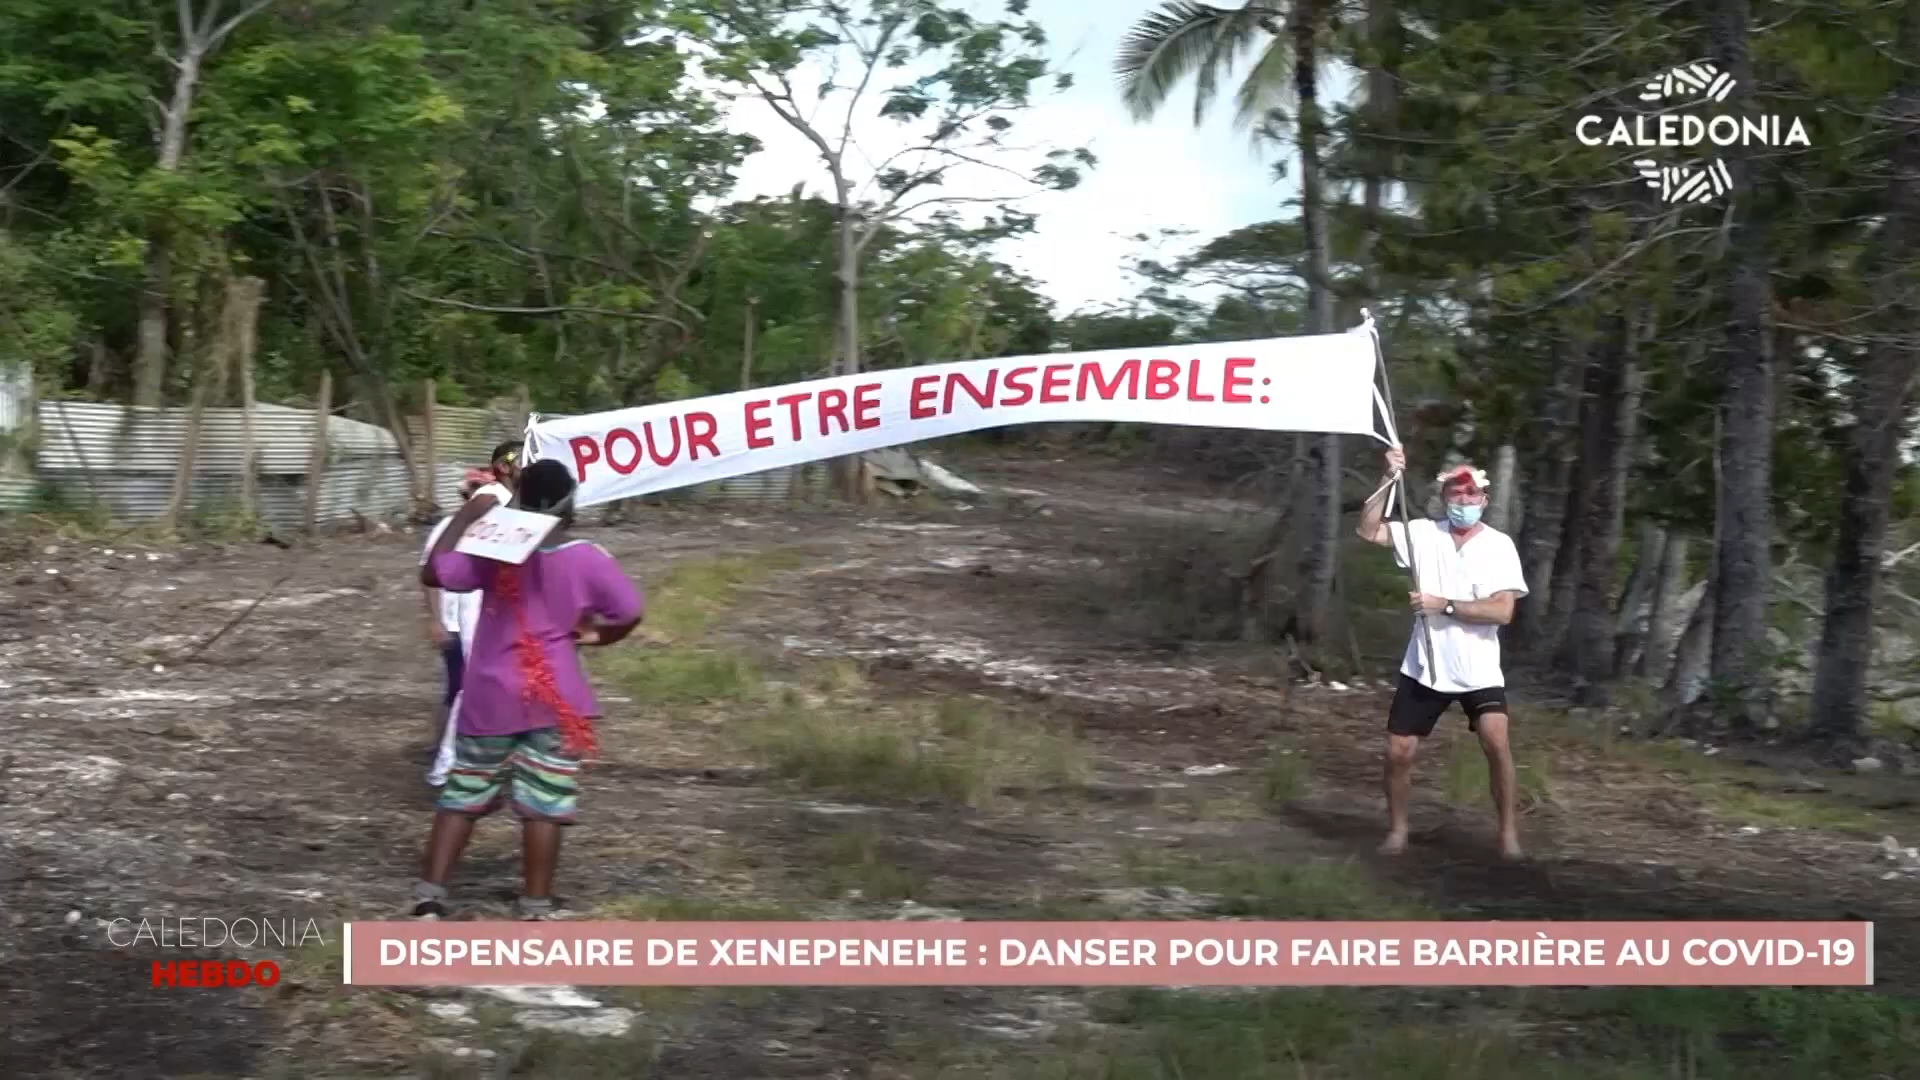 CALEDONIA
POUR ETRE ENSEMBLE:
CALEDONIA
HEBDO
DISPENSAIRE DE XENEPENEHE : DANSER POUR FAIRE BARRIÈRE AU COVID-19